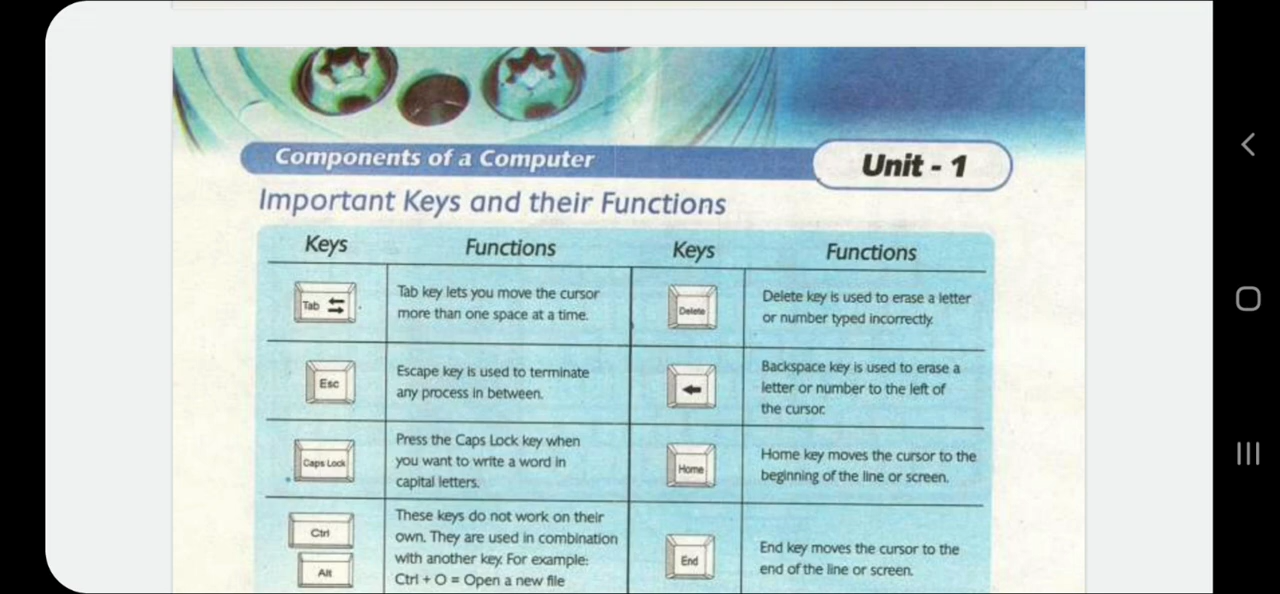 Components of a Computer
Unit - 1
Important Keys and their Functions
Keys
Functions
Keys
Functions
Tab
Tab key lets you move the cursor
more than one space at a time.
Delete
Delete key is used to erase a letter
or number typed incorrectly.
Esc
Escape key is used to terminate
any process in between.
Backspace key is used to erase a
letter or number to the left of
the cursor.
Caps Lock
Press the Caps Lock key when
you want to write a word in
capital letters.
Home
Home key moves the cursor to the
beginning of the line or screen.
Ctrl
Alt
These keys do not work on their
own. They are used in combination
with another key. For example:
Ctrl + O = Open a new file
End
End key moves the cursor to the
end of the line or screen.